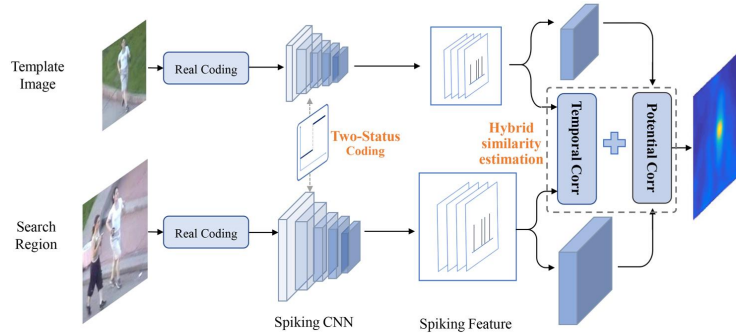 Template
Image
Real Coding
Two-Status
Coding
Hybrid
similarity
estimation
Temporal Corr
Potential Corr
Search
Region
Real Coding
Spiking CNN
Spiking Feature